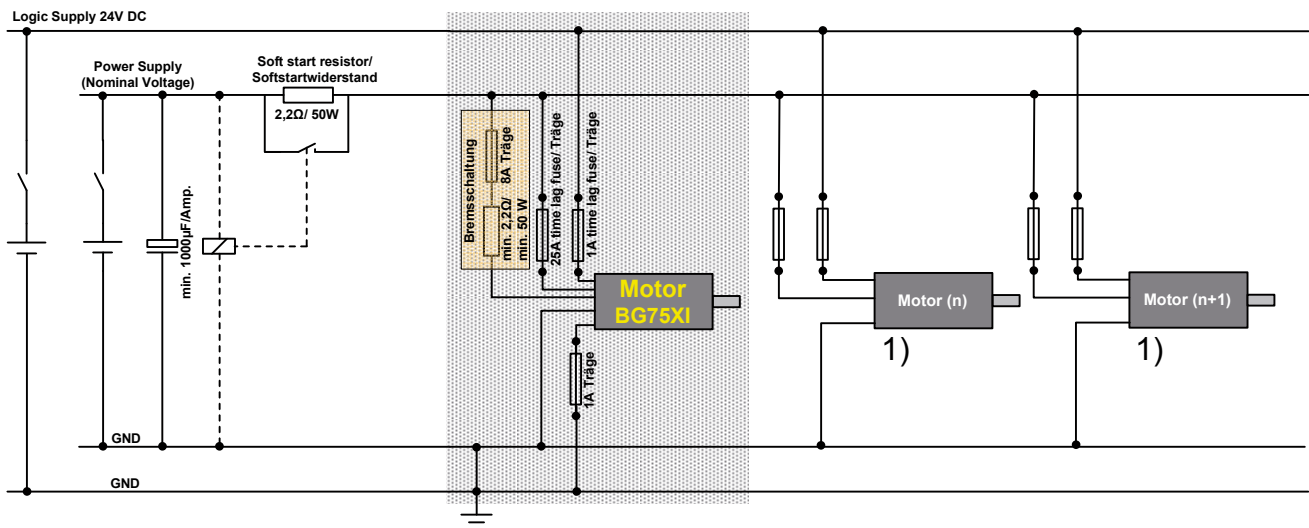 Logic Supply 24V DC
Power Supply
(Nominal Voltage)
Soft start resistor/
Softstartwiderstand
2,2Ω/ 50W
min. 1000µF/Amp.
Bremsschaltung
min. 2,2Ω/
min. 50 W
8A Träge
25A time lag fuse/ Träge
1A time lag fuse/ Träge
Motor
BG75XI
1A Träge
Motor (n)
1)
Motor (n+1)
1)
GND
GND